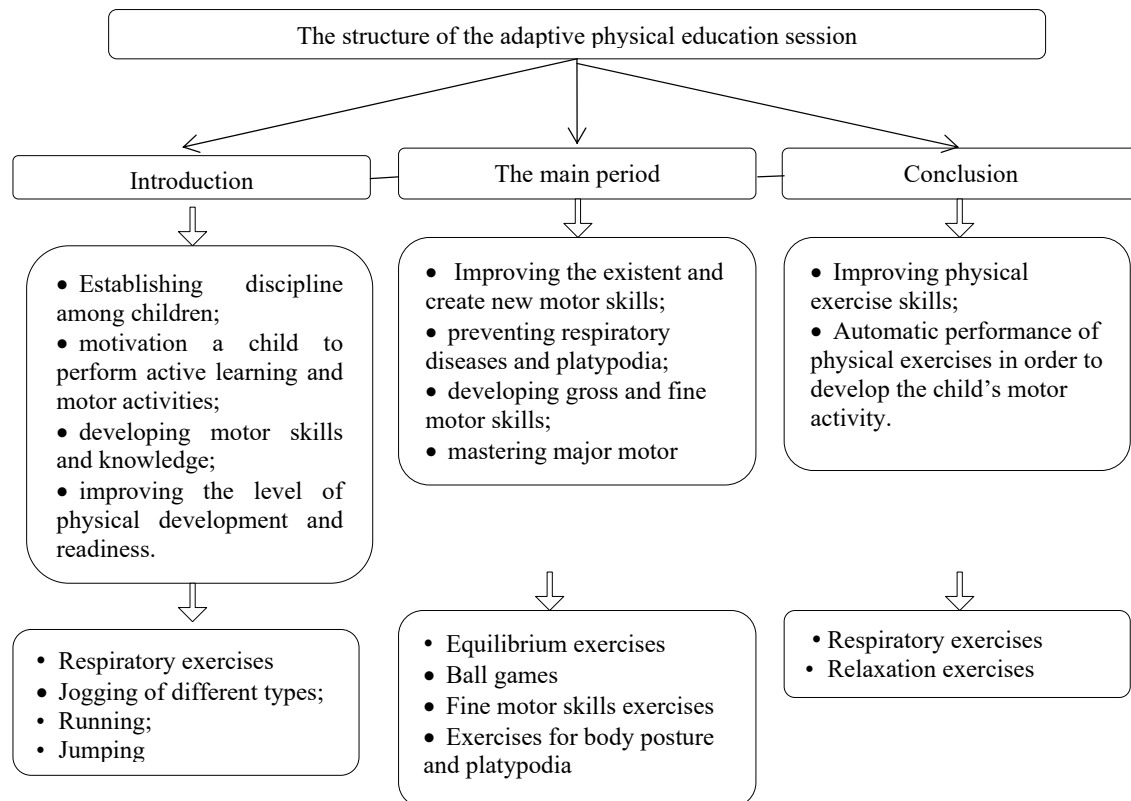 The structure of the adaptive physical education session
Introduction
The main period
Conclusion
• Establishing discipline
among children;
• motivation a child to
perform active learning and
motor activities;
• developing motor skills
and knowledge;
• improving the level of
physical development and
readiness.
• Improving the existent and
create new motor skills;
• preventing respiratory
diseases and platypodia;
• developing gross and fine
motor skills;
• mastering major motor
• Improving physical
exercise skills;
• Automatic performance of
physical exercises in order to
develop the child’s motor
activity.
• Respiratory exercises
• Jogging of different types;
• Running;
• Jumping
• Equilibrium exercises
• Ball games
• Fine motor skills exercises
• Exercises for body posture
and platypodia
• Respiratory exercises
• Relaxation exercises